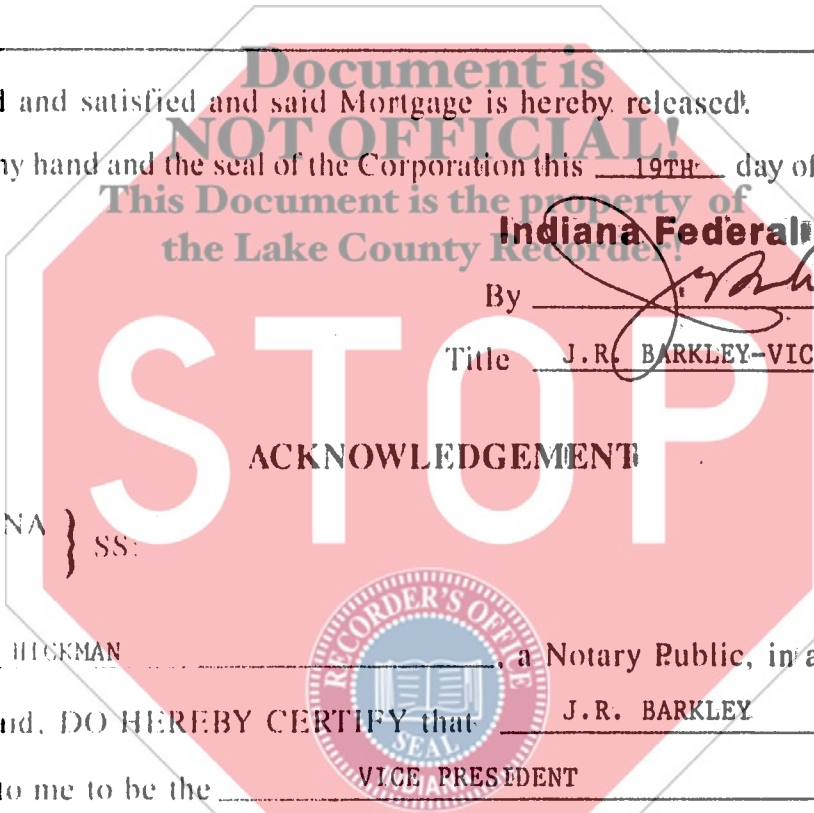 Document is
d and satisfied and said Mortgage is hereby released.
NOT OFFICIAL!
my hand and the seal of the Corporation this 19TH day of
This Document is the property of
Indiana Federal
the Lake County Recorder!
By
Title J.R. BARKLEY-VIC
STOP
ACKNOWLEDGEMENT
NA } SS:
RECORDER'S OFFICE
HICKMAN, a Notary Public, in a
nd, DO HEREBY CERTIFY that J.R. BARKLEY
SEAL
to me to be the VICE PRESIDENT
INDIANA